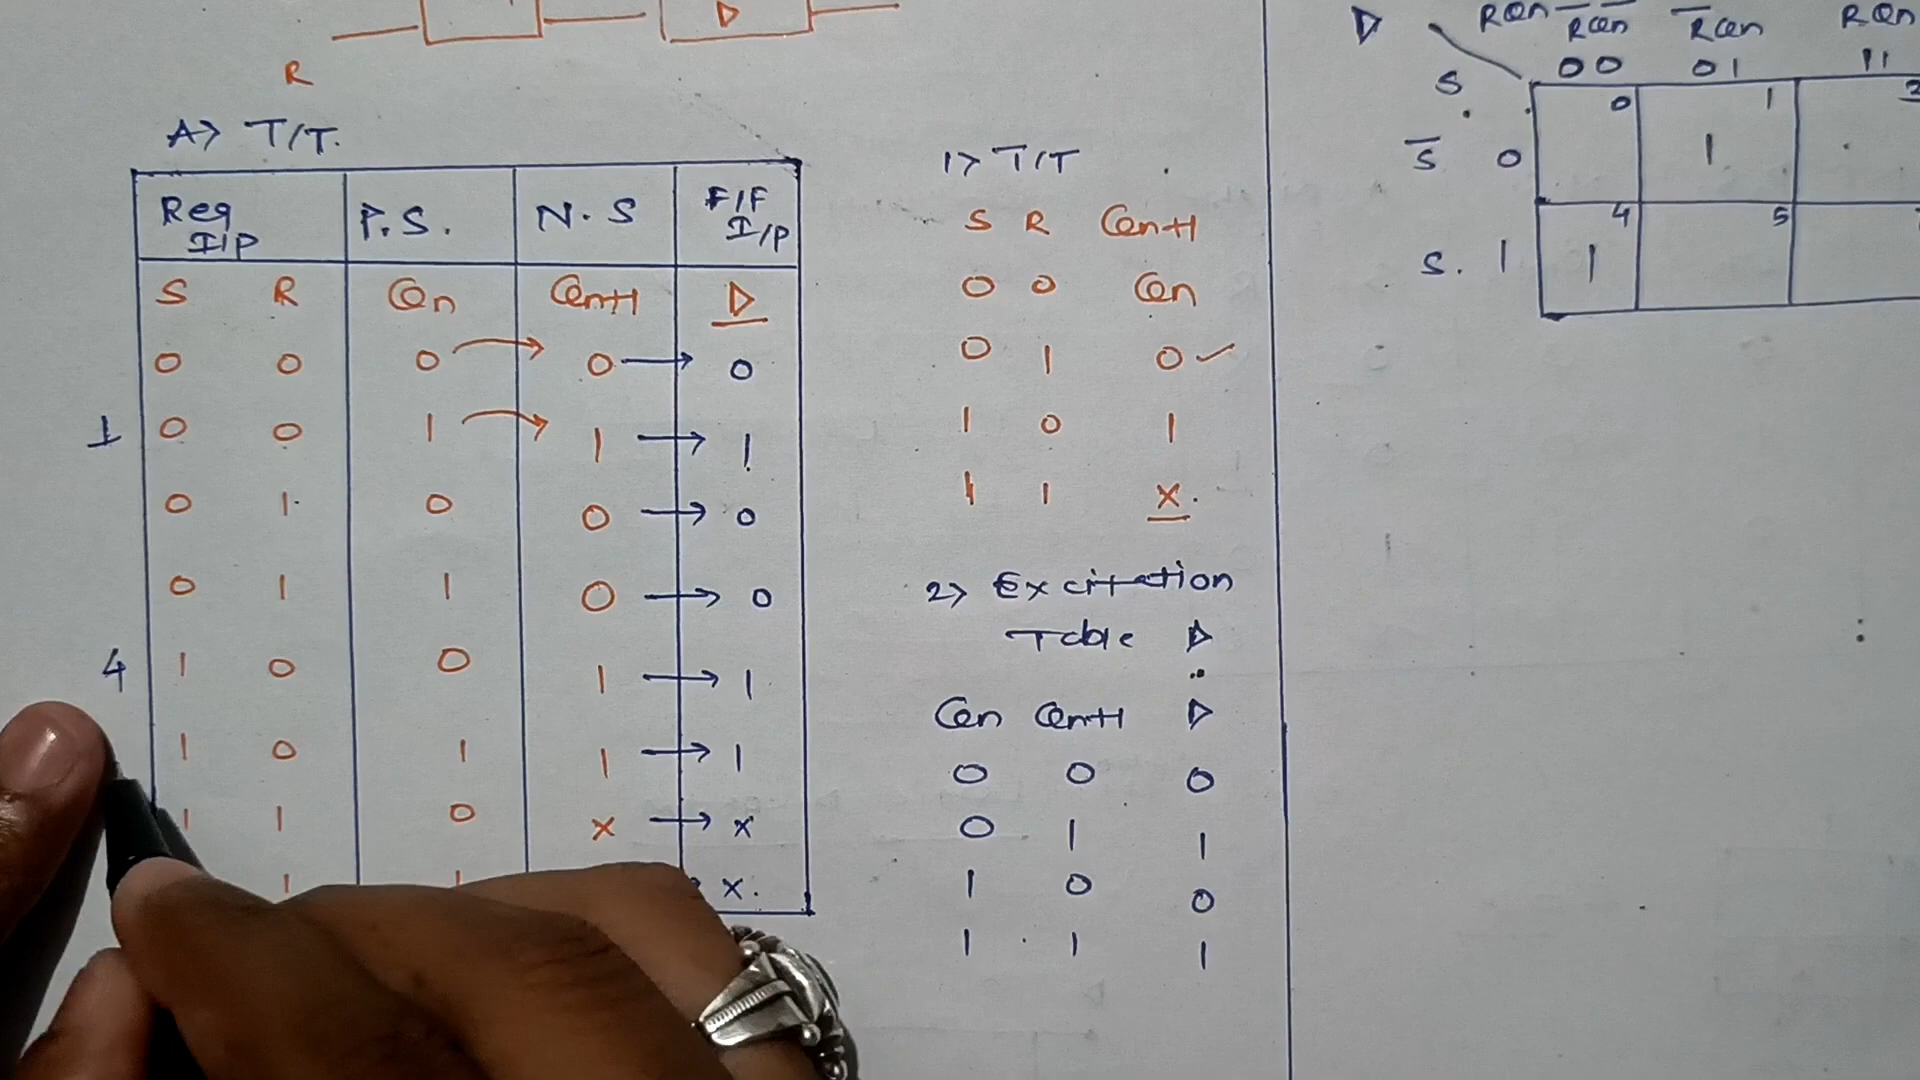 D
R
A> T/T.
Req I/P P.S. N.S F/F I/P
S R Qn Qn+1 D
0 0 0 → 0 → 0
1 0 0 1 → 1 → 1
0 1 0 0 → 0
0 1 1 0 → 0
4 1 0 0 1 → 1
1 0 1 1 → 1
1 1 0 x → x
1 1 x.
1> T/T
S R Qn+1
0 0 Qn
0 1 0 ✓
1 0 1
1 1 x.
2> Excitation
Table D
Qn Qn+1 D
0 0 0
0 1 1
1 0 0
1 1 1
D RQn R̅Q̅n R̅Qn RQn
S 00 01 11
S̅ 0 0 1 1
S. 1 4 1 5